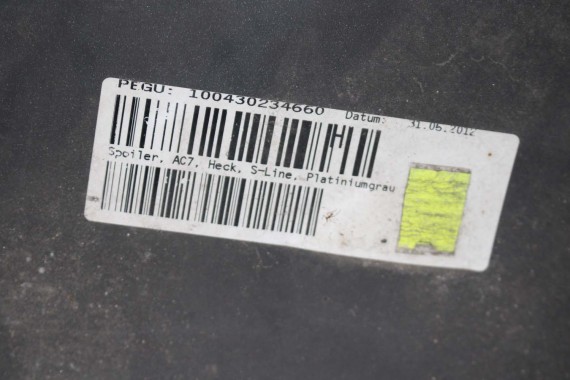 PEGU: 100430234660 Datum: 31.05.2012
H
Spoiler, AC7, Heck, S-Line, Platiniumgrau